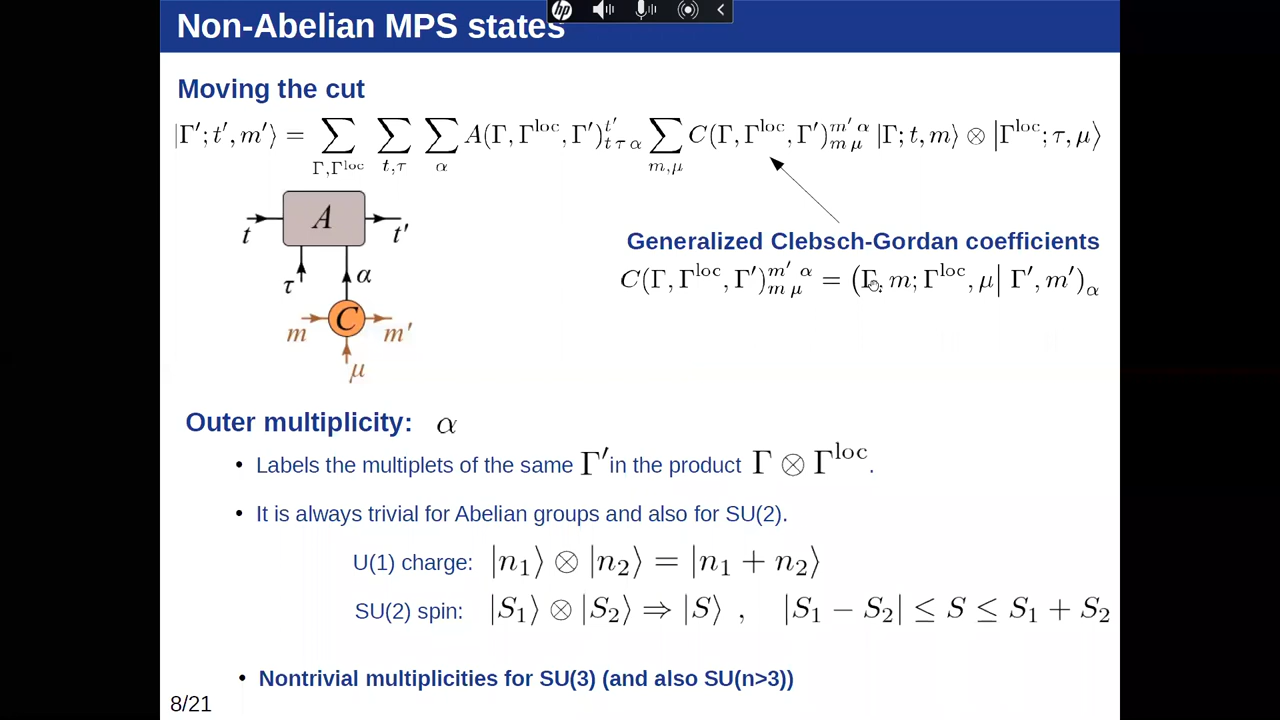 hp
Non-Abelian MPS states
Moving the cut
|Γ′; t′, m′⟩ = ∑_{Γ,Γ^loc} ∑_{t,τ} ∑_α A(Γ, Γ^loc, Γ′)^{t′}_{t τ α} ∑_{m,μ} C(Γ, Γ^loc, Γ′)^{m′ α}_{m μ} |Γ; t, m⟩ ⊗ |Γ^loc; τ, μ⟩
A
t
t′
τ
α
Generalized Clebsch-Gordan coefficients
C(Γ, Γ^loc, Γ′)^{m′ α}_{m μ} = (Γ, m; Γ^loc, μ| Γ′, m′)_α
C
m
m′
μ
Outer multiplicity: α
• Labels the multiplets of the same Γ′ in the product Γ ⊗ Γ^loc.
• It is always trivial for Abelian groups and also for SU(2).
U(1) charge: |n₁⟩ ⊗ |n₂⟩ = |n₁ + n₂⟩
SU(2) spin: |S₁⟩ ⊗ |S₂⟩ ⇒ |S⟩ , |S₁ − S₂| ≤ S ≤ S₁ + S₂
• Nontrivial multiplicities for SU(3) (and also SU(n>3))
8/21